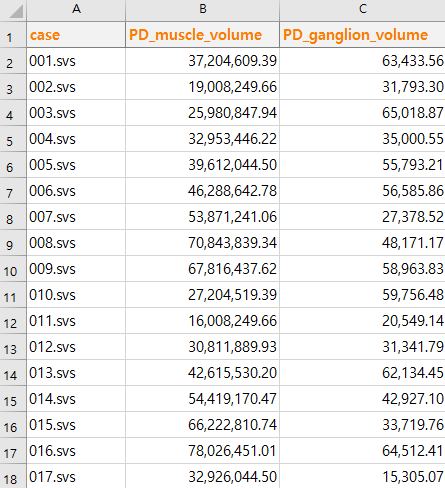 A B C
1 case PD_muscle_volume PD_ganglion_volume
2 001.svs 37,204,609.39 63,433.56
3 002.svs 19,008,249.66 31,793.30
4 003.svs 25,980,847.94 65,018.87
5 004.svs 32,953,446.22 35,000.55
6 005.svs 39,612,044.50 55,793.21
7 006.svs 46,288,642.78 56,585.86
8 007.svs 53,871,241.06 27,378.52
9 008.svs 70,843,839.34 48,171.17
10 009.svs 67,816,437.62 58,963.83
11 010.svs 27,204,519.39 59,756.48
12 011.svs 16,008,249.66 20,549.14
13 012.svs 30,811,889.93 31,341.79
14 013.svs 42,615,530.20 62,134.45
15 014.svs 54,419,170.47 42,927.10
16 015.svs 66,222,810.74 33,719.76
17 016.svs 78,026,451.01 64,512.41
18 017.svs 32,926,044.50 15,305.07